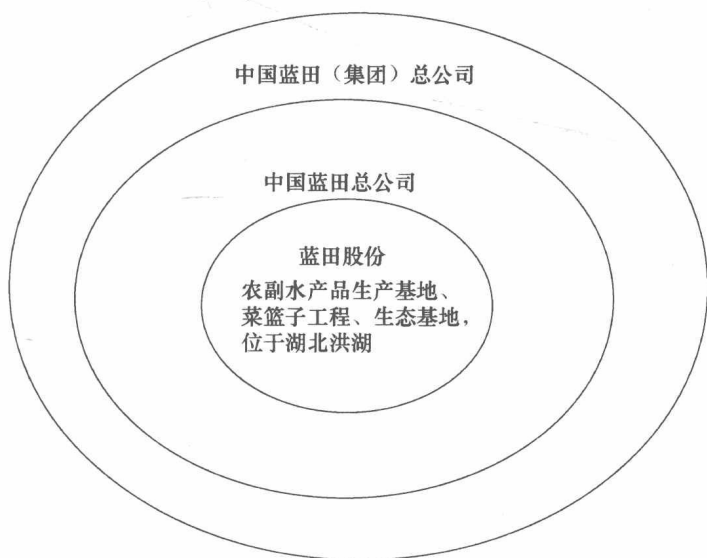 中国蓝田（集团）总公司
中国蓝田总公司
蓝田股份
农副水产品生产基地、
菜篮子工程、生态基地，
位于湖北洪湖